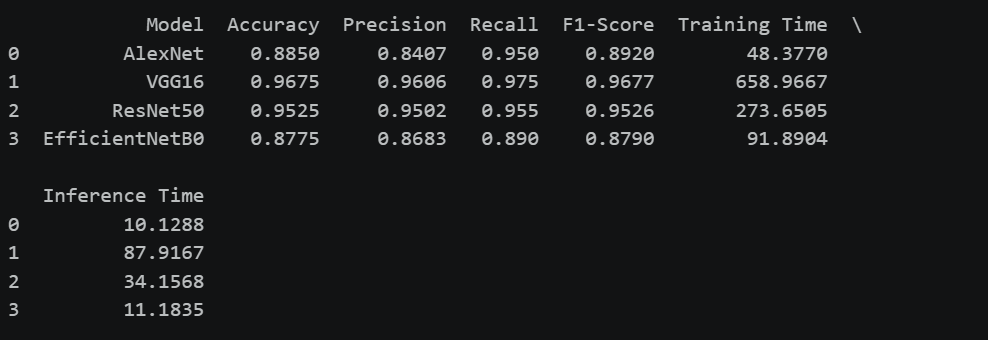 Model  Accuracy  Precision  Recall  F1-Score  Training Time  \
0         AlexNet    0.8850     0.8407   0.950    0.8920        48.3770
1           VGG16    0.9675     0.9606   0.975    0.9677       658.9667
2        ResNet50    0.9525     0.9502   0.955    0.9526       273.6505
3  EfficientNetB0    0.8775     0.8683   0.890    0.8790        91.8904
Inference Time
0         10.1288
1         87.9167
2         34.1568
3         11.1835